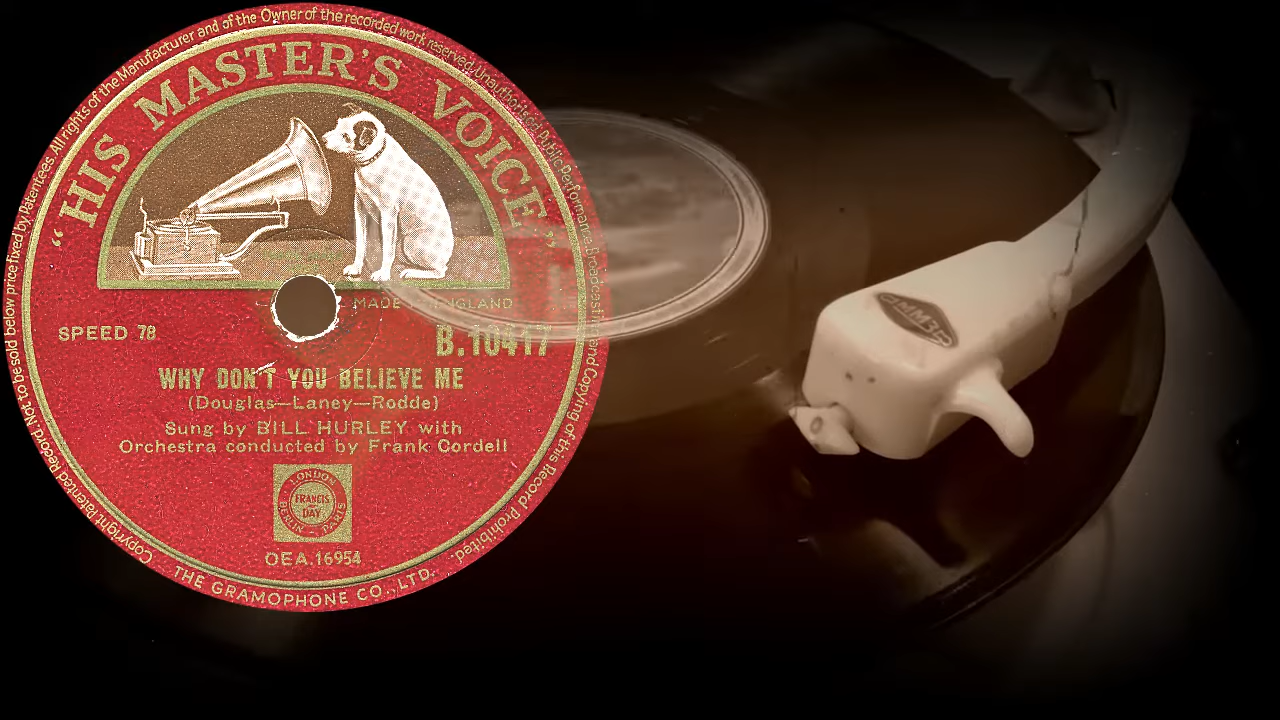 Copyright Patented Record. Not to be sold below price fixed by Patentees. All rights of the Manufacturer and of the Owner of the recorded work reserved. Unauthorised Public Performance, Broadcasting and Copying of this Record Prohibited.
"HIS MASTER'S VOICE"
MADE IN ENGLAND
SPEED 78
B.10417
WHY DON'T YOU BELIEVE ME
(Douglas—Laney—Rodde)
Sung by BILL HURLEY with
Orchestra conducted by Frank Cordell
LONDON
FRANCIS
DAY
BERLIN - PARIS
OEA.16954
THE GRAMOPHONE CO., LTD.